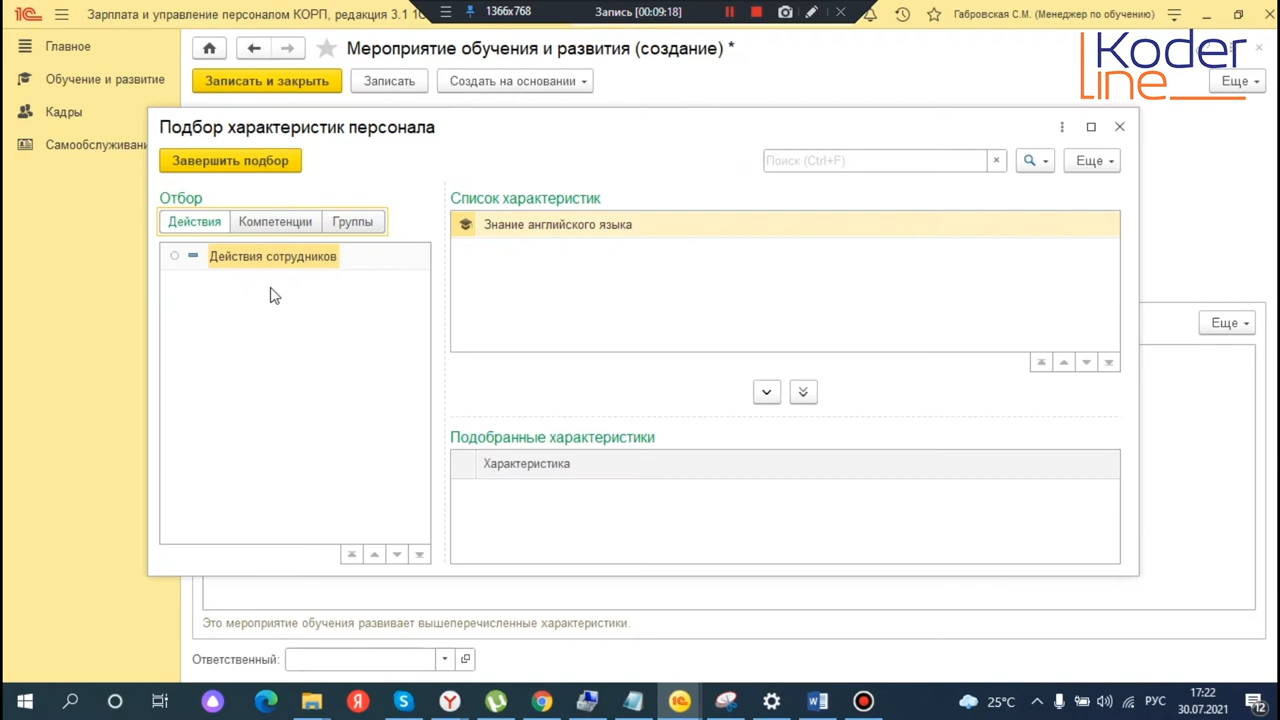 Зарплата и управление персоналом КОРП, редакция 3.1
1366x768
Запись [00:09:18]
Габровская С.М. (Менеджер по обучению)
Koder
line
Главное
Обучение и развитие
Кадры
Самообслуживани
Мероприятие обучения и развития (создание) *
Записать и закрыть
Записать
Создать на основании
Еще
Подбор характеристик персонала
Завершить подбор
Поиск (Ctrl+F)
Еще
Отбор
Действия
Компетенции
Группы
Действия сотрудников
Список характеристик
Знание английского языка
Еще
Подобранные характеристики
Характеристика
Это мероприятие обучения развивает вышеперечисленные характеристики.
Ответственный:
25°C
РУС
17:22
30.07.2021
12